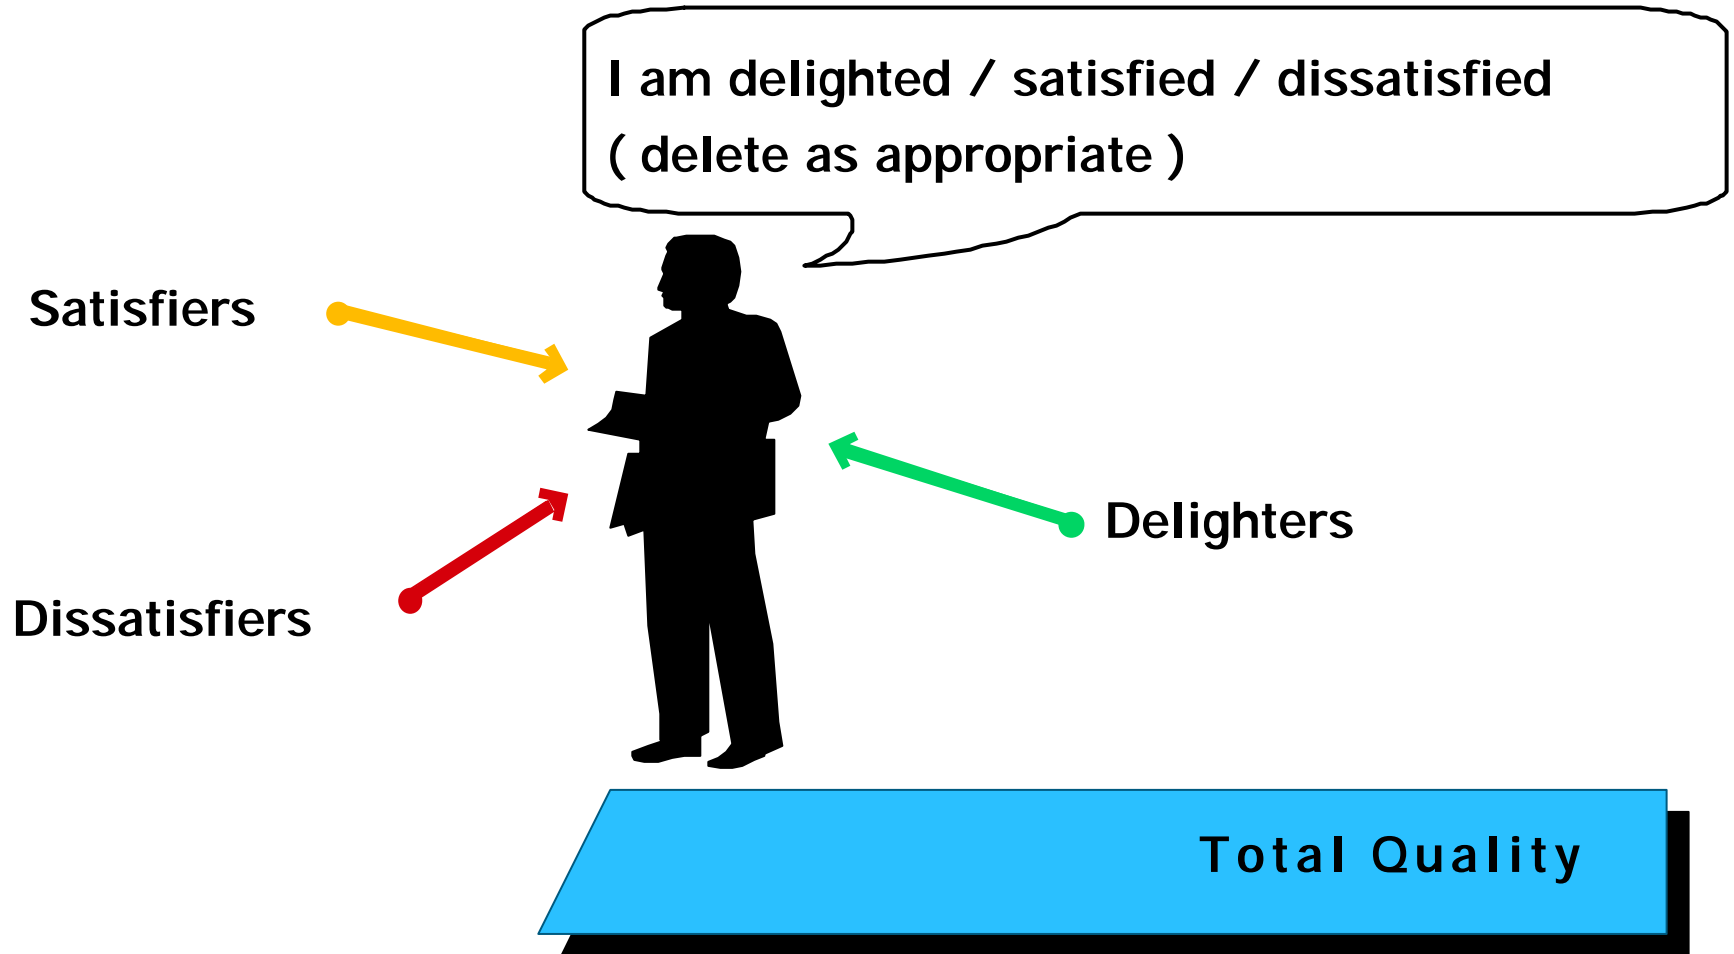 I am delighted / satisfied / dissatisfied
( delete as appropriate )
Satisfiers
Delighters
Dissatisfiers
Total Quality